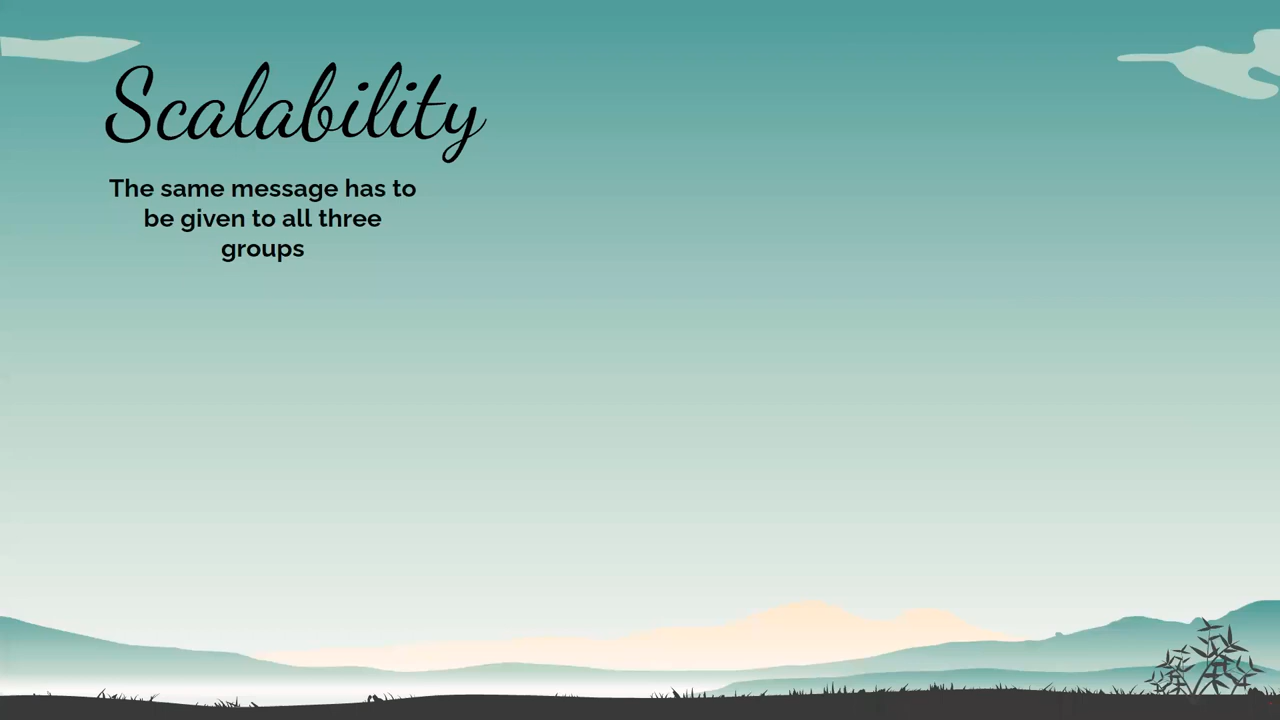 Scalability
The same message has to
be given to all three
groups